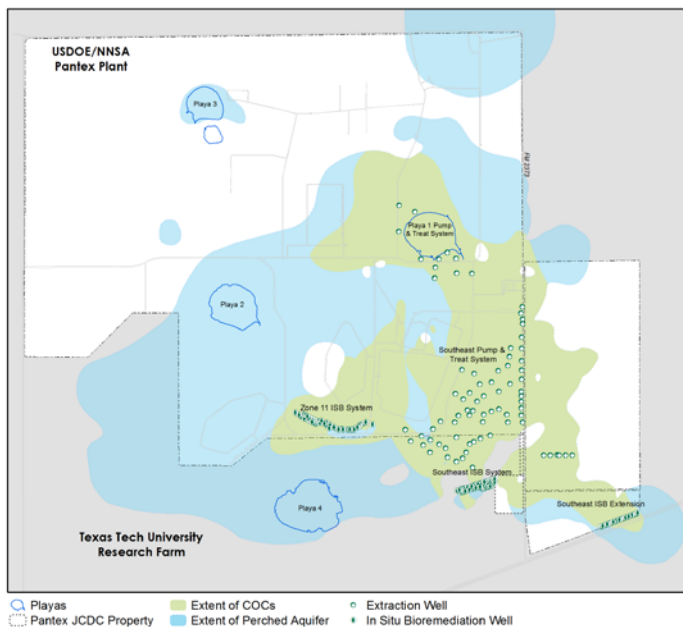 USDOE/NNSA
Pantex Plant
Playa 3
FM 2373
Playa 1 Pump
& Treat System
Playa 2
Southeast Pump &
Treat System
Zone 11 ISB System
Southeast ISB System
Southeast ISB Extension
Playa 4
Texas Tech University
Research Farm
Playas
Extent of COCs
Extraction Well
Pantex JCDC Property
Extent of Perched Aquifer
In Situ Bioremediation Well